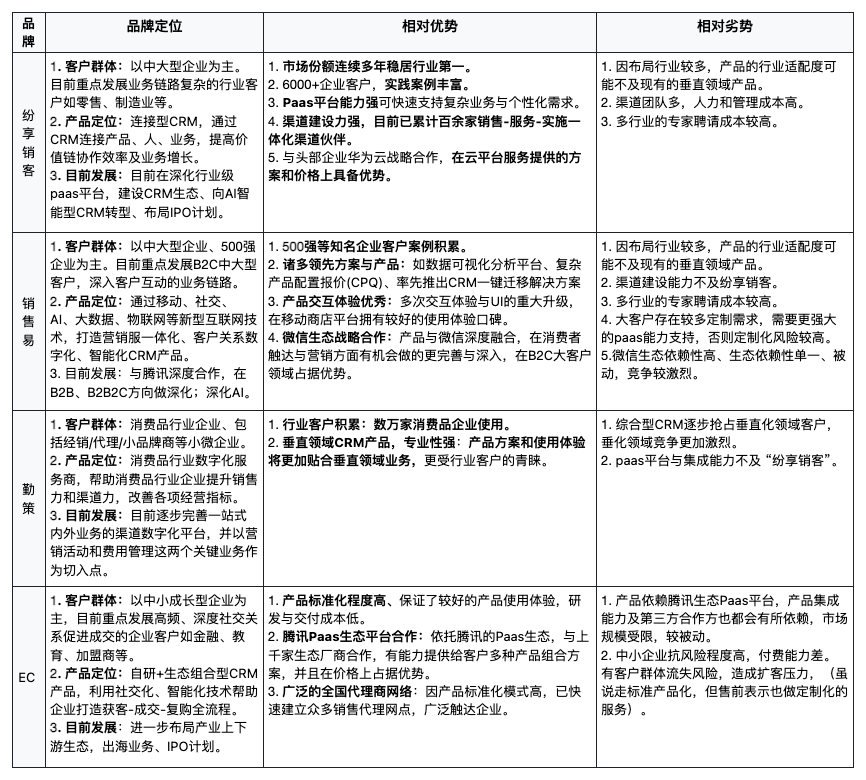 品
牌
品牌定位
相对优势
相对劣势
纷
享
销
客
1. 客户群体：以中大型企业为主。
目前重点发展业务链路复杂的行业客
户如零售、制造业等。
2. 产品定位：连接型CRM，通过
CRM连接产品、人、业务，提高价
值链协作效率及业务增长。
3. 目前发展：目前在深化行业级
paas平台，建设CRM生态、向AI智
能型CRM转型、布局IPO计划。
1. 市场份额连续多年稳居行业第一。
2. 6000+企业客户，实践案例丰富。
3. Paas平台能力强可快速支持复杂业务与个性化需求。
4. 渠道建设力强，目前已累计百余家销售-服务-实施一
体化渠道伙伴。
5. 与头部企业华为云战略合作，在云平台服务提供的方
案和价格上具备优势。
1. 因布局行业较多，产品的行业适配度可
能不及现有的垂直领域产品。
2. 渠道团队多，人力和管理成本高。
3. 多行业的专家聘请成本较高。
销
售
易
1. 客户群体：以中大型企业、500强
企业为主。目前重点发展B2C中大型
客户，深入客户互动的业务链路。
2. 产品定位：通过移动、社交、
AI、大数据、物联网等新型互联网技
术，打造营销服一体化、客户关系数
字化、智能化CRM产品。
3. 目前发展：与腾讯深度合作，在
B2B、B2B2C方向做深化；深化AI。
1. 500强等知名企业客户案例积累。
2. 诸多领先方案与产品：如数据可视化分析平台、复杂
产品配置报价(CPQ)、率先推出CRM一键迁移解决方案
3. 产品交互体验优秀：多次交互体验与UI的重大升级，
在移动商店平台拥有较好的使用体验口碑。
4. 微信生态战略合作：产品与微信深度融合，在消费者
触达与营销方面有机会做的更完善与深入，在B2C大客户
领域占据优势。
1. 因布局行业较多，产品的行业适配度可
能不及现有的垂直领域产品。
2. 渠道建设能力不及纷享销客。
3. 多行业的专家聘请成本较高。
4. 大客户存在较多定制需求，需要更强大
的paas能力支持，否则定制化风险较高。
5.微信生态依赖性高、生态依赖性单一、被
动，竞争较激烈。
勤
策
1. 客户群体：消费品行业企业、包
括经销/代理/小品牌商等小微企业。
2. 产品定位：消费品行业数字化服
务商，帮助消费品行业企业提升销售
力和渠道力，改善各项经营指标。
3. 目前发展：目前逐步完善一站式
内外业务的渠道数字化平台，并以营
销活动和费用管理这两个关键业务作
为切入点。
1. 行业客户积累：数万家消费品企业使用。
2. 垂直领域CRM产品，专业性强：产品方案和使用体验
将更加贴合垂直领域业务，更受行业客户的青睐。
1. 综合型CRM逐步抢占垂直化领域客户，
垂化领域竞争更加激烈。
2. paas平台与集成能力不及 “纷享销客”。
EC
1. 客户群体：以中小成长型企业为
主，目前重点发展高频、深度社交关
系促进成交的企业客户如金融、教
育、加盟商等。
2. 产品定位：自研+生态组合型CRM
产品，利用社交化、智能化技术帮助
企业打造获客-成交-复购全流程。
3. 目前发展：进一步布局产业上下
游生态，出海业务、IPO计划。
1. 产品标准化程度高、保证了较好的产品使用体验，研
发与交付成本低。
2. 腾讯Paas生态平台合作：依托腾讯的Paas生态，与上
千家生态厂商合作，有能力提供给客户多种产品组合方
案，并且在价格上占据优势。
3. 广泛的全国代理商网络：因产品标准化模式高，已快
速建立众多销售代理网点，广泛触达企业。
1. 产品依赖腾讯生态Paas平台，产品集成
能力及第三方合作方也都会有所依赖，市场
规模受限，较被动。
2. 中小企业抗风险程度高，付费能力差。
有客户群体流失风险，造成扩客压力，（虽
说走标准产品化，但售前表示也做定制化的
服务）。